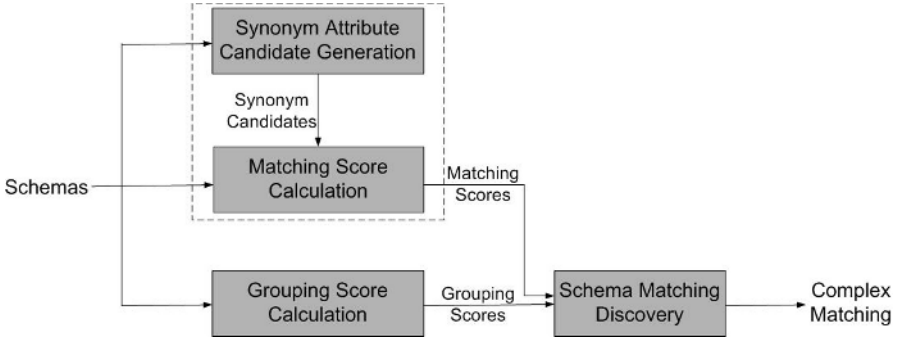 Synonym Attribute
Candidate Generation
Synonym
Candidates
Schemas
Matching Score
Calculation
Matching
Scores
Grouping Score
Calculation
Grouping
Scores
Schema Matching
Discovery
Complex
Matching